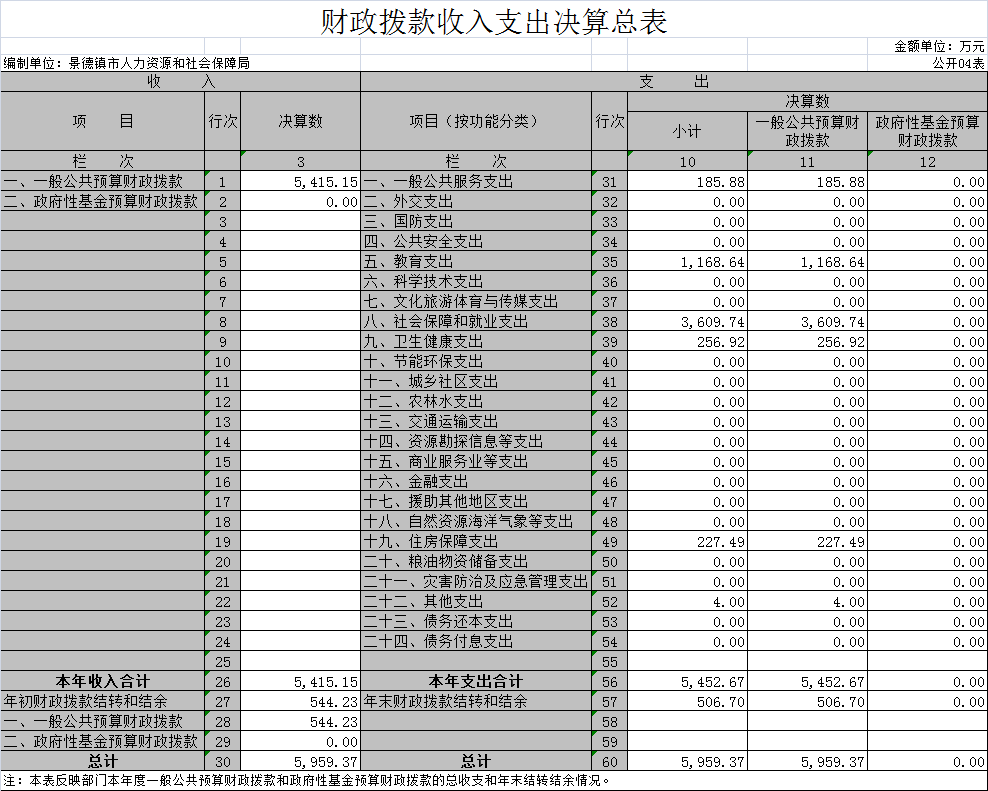 财政拨款收入支出决算总表
金额单位：万元
编制单位：景德镇市人力资源和社会保障局 公开04表
收 入 支 出
项 目 行次 决算数 项目（按功能分类） 行次 决算数
小计 一般公共预算财政拨款 政府性基金预算财政拨款
栏 次 3 栏 次 10 11 12
一、一般公共预算财政拨款 1 5,415.15 一、一般公共服务支出 31 185.88 185.88 0.00
二、政府性基金预算财政拨款 2 0.00 二、外交支出 32 0.00 0.00 0.00
3 三、国防支出 33 0.00 0.00 0.00
4 四、公共安全支出 34 0.00 0.00 0.00
5 五、教育支出 35 1,168.64 1,168.64 0.00
6 六、科学技术支出 36 0.00 0.00 0.00
7 七、文化旅游体育与传媒支出 37 0.00 0.00 0.00
8 八、社会保障和就业支出 38 3,609.74 3,609.74 0.00
9 九、卫生健康支出 39 256.92 256.92 0.00
10 十、节能环保支出 40 0.00 0.00 0.00
11 十一、城乡社区支出 41 0.00 0.00 0.00
12 十二、农林水支出 42 0.00 0.00 0.00
13 十三、交通运输支出 43 0.00 0.00 0.00
14 十四、资源勘探信息等支出 44 0.00 0.00 0.00
15 十五、商业服务业等支出 45 0.00 0.00 0.00
16 十六、金融支出 46 0.00 0.00 0.00
17 十七、援助其他地区支出 47 0.00 0.00 0.00
18 十八、自然资源海洋气象等支出 48 0.00 0.00 0.00
19 十九、住房保障支出 49 227.49 227.49 0.00
20 二十、粮油物资储备支出 50 0.00 0.00 0.00
21 二十一、灾害防治及应急管理支出 51 0.00 0.00 0.00
22 二十二、其他支出 52 4.00 4.00 0.00
23 二十三、债务还本支出 53 0.00 0.00 0.00
24 二十四、债务付息支出 54 0.00 0.00 0.00
25 55
本年收入合计 26 5,415.15 本年支出合计 56 5,452.67 5,452.67 0.00
年初财政拨款结转和结余 27 544.23 年末财政拨款结转和结余 57 506.70 506.70 0.00
一、一般公共预算财政拨款 28 544.23 58
二、政府性基金预算财政拨款 29 0.00 59
总计 30 5,959.37 总计 60 5,959.37 5,959.37 0.00
注：本表反映部门本年度一般公共预算财政拨款和政府性基金预算财政拨款的总收支和年末结转结余情况。